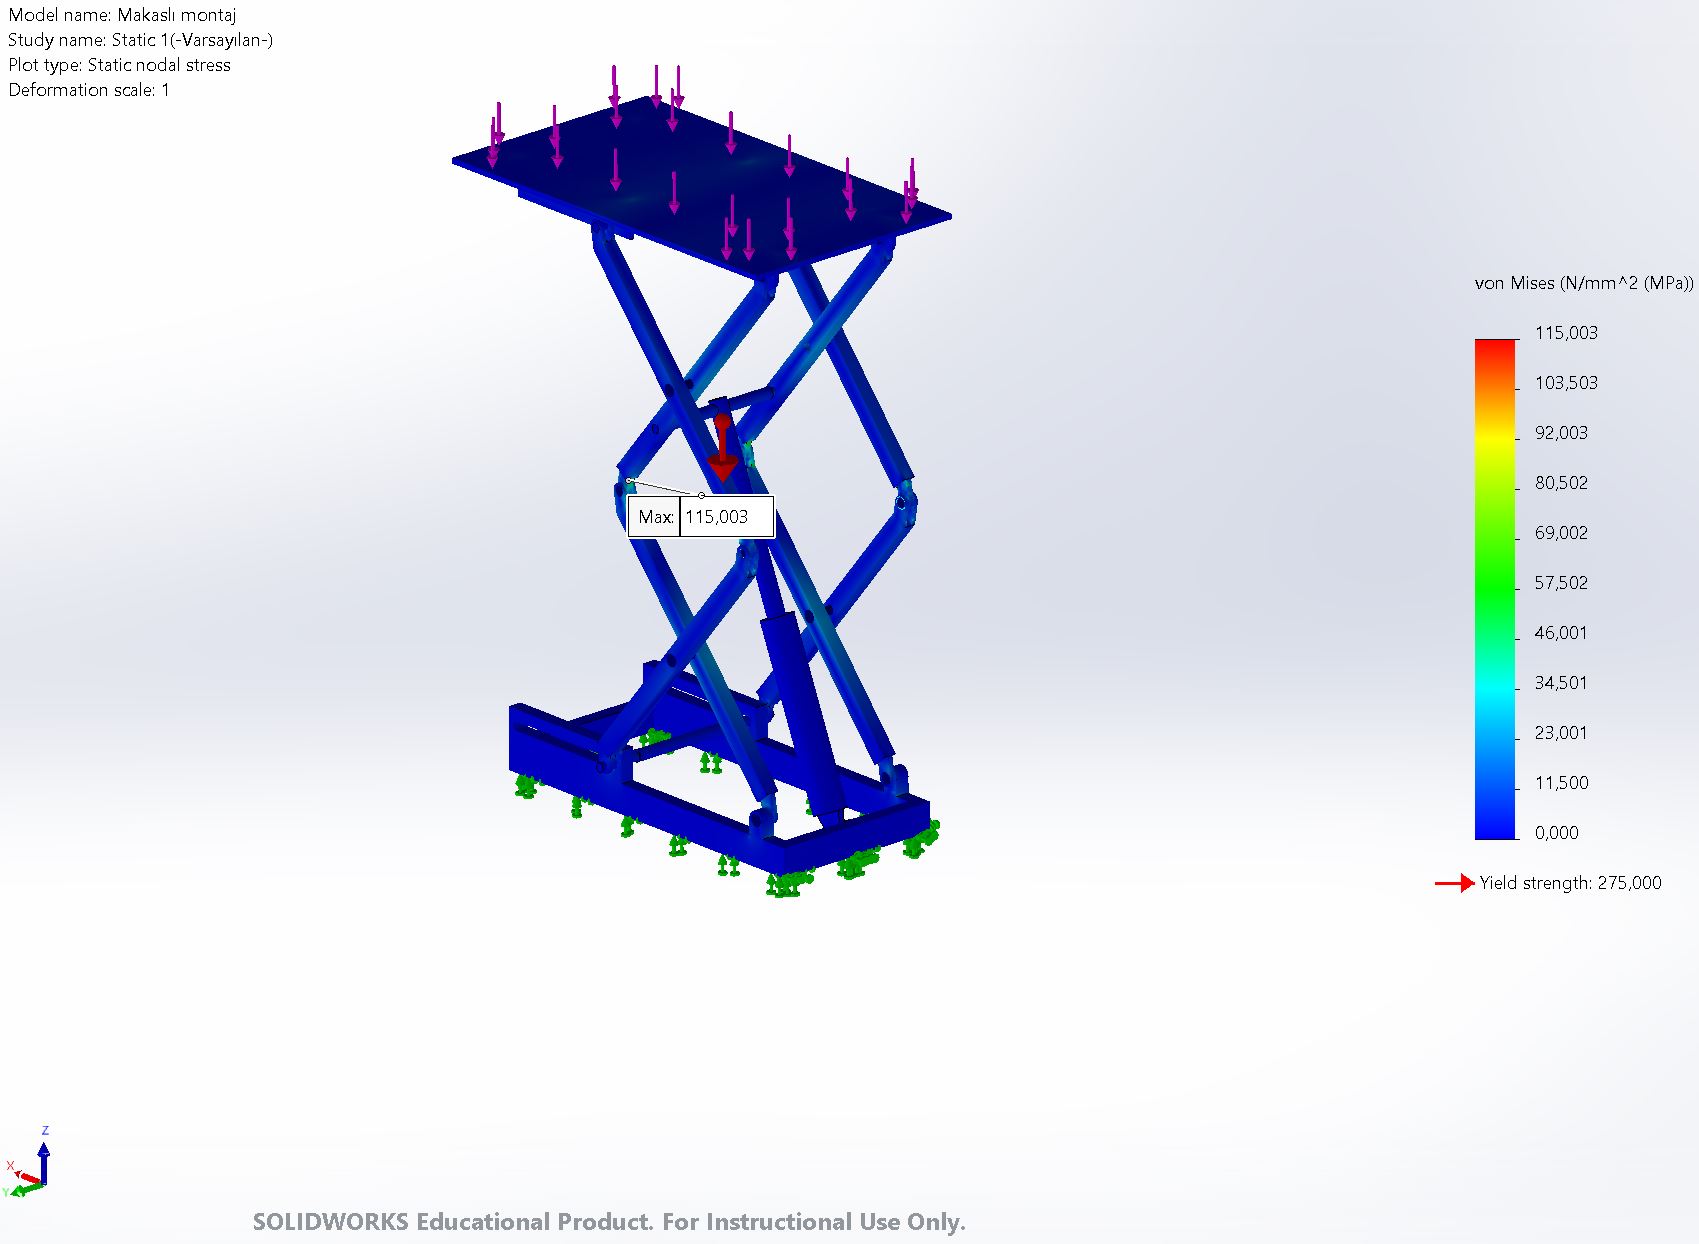 Model name: Makaslı montaj
Study name: Static 1(-Varsayılan-)
Plot type: Static nodal stress
Deformation scale: 1
von Mises (N/mm^2 (MPa))
115,003
103,503
92,003
80,502
69,002
57,502
46,001
34,501
23,001
11,500
0,000
Yield strength: 275,000
Max: 115,003
Z
X
Y
SOLIDWORKS Educational Product. For Instructional Use Only.